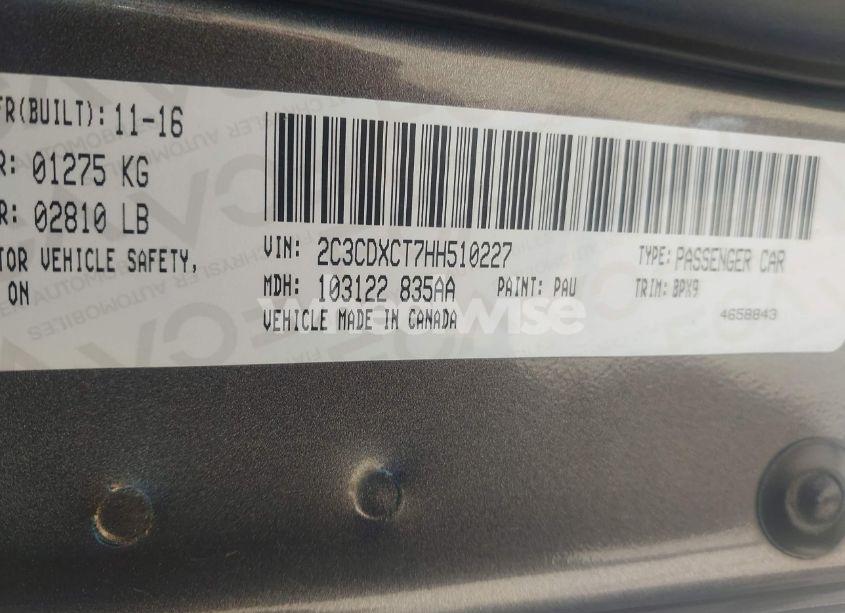 FR(BUILT): 11-16
R: 01275 KG
R: 02810 LB
TOR VEHICLE SAFETY,
ON
VIN: 2C3CDXCT7HH510227
TYPE: PASSENGER CAR
MDH: 103122 835AA
PAINT: PAU
TRIM: BPX9
VEHICLE MADE IN CANADA
4658843